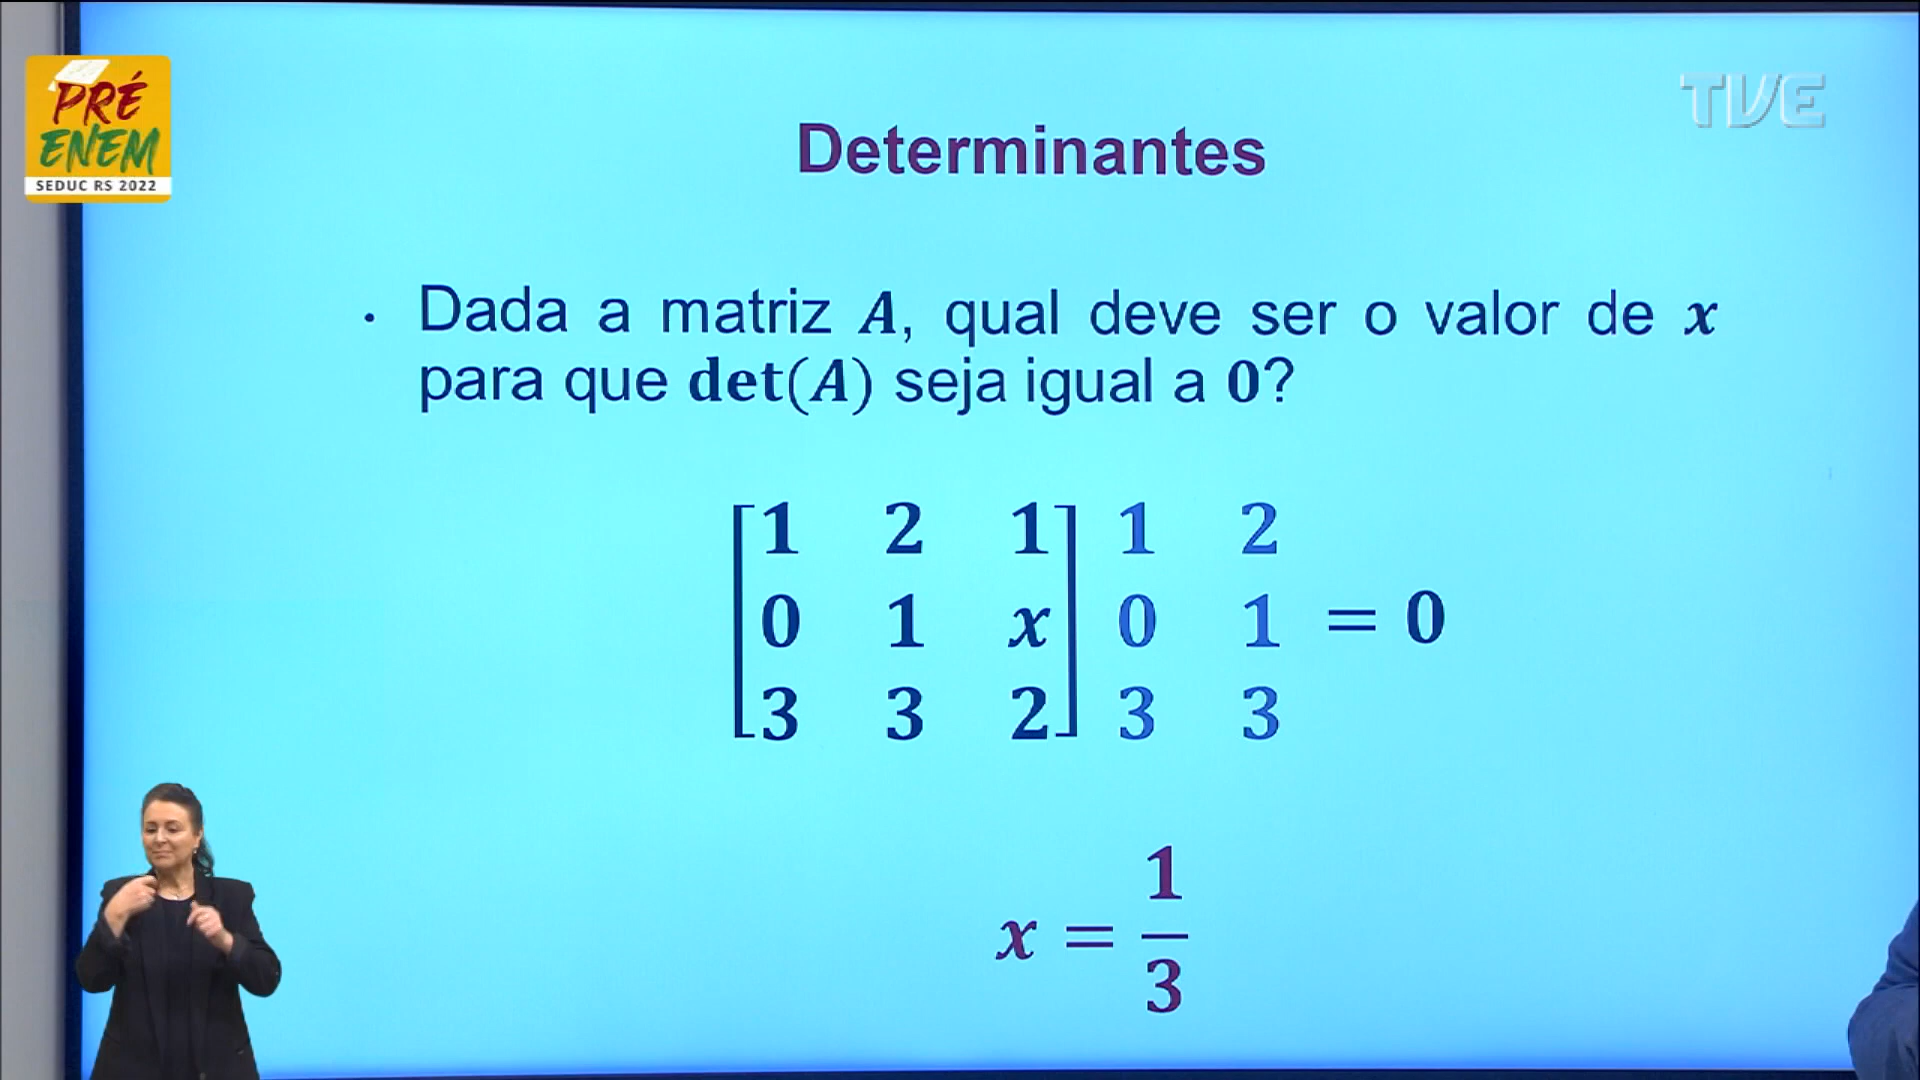 PRÉ
ENEM
SEDUC RS 2022
TVE
Determinantes
· Dada a matriz A, qual deve ser o valor de x
para que det(A) seja igual a 0?
[1 2 1] 1 2
[0 1 x] 0 1 = 0
[3 3 2] 3 3
x = 1/3